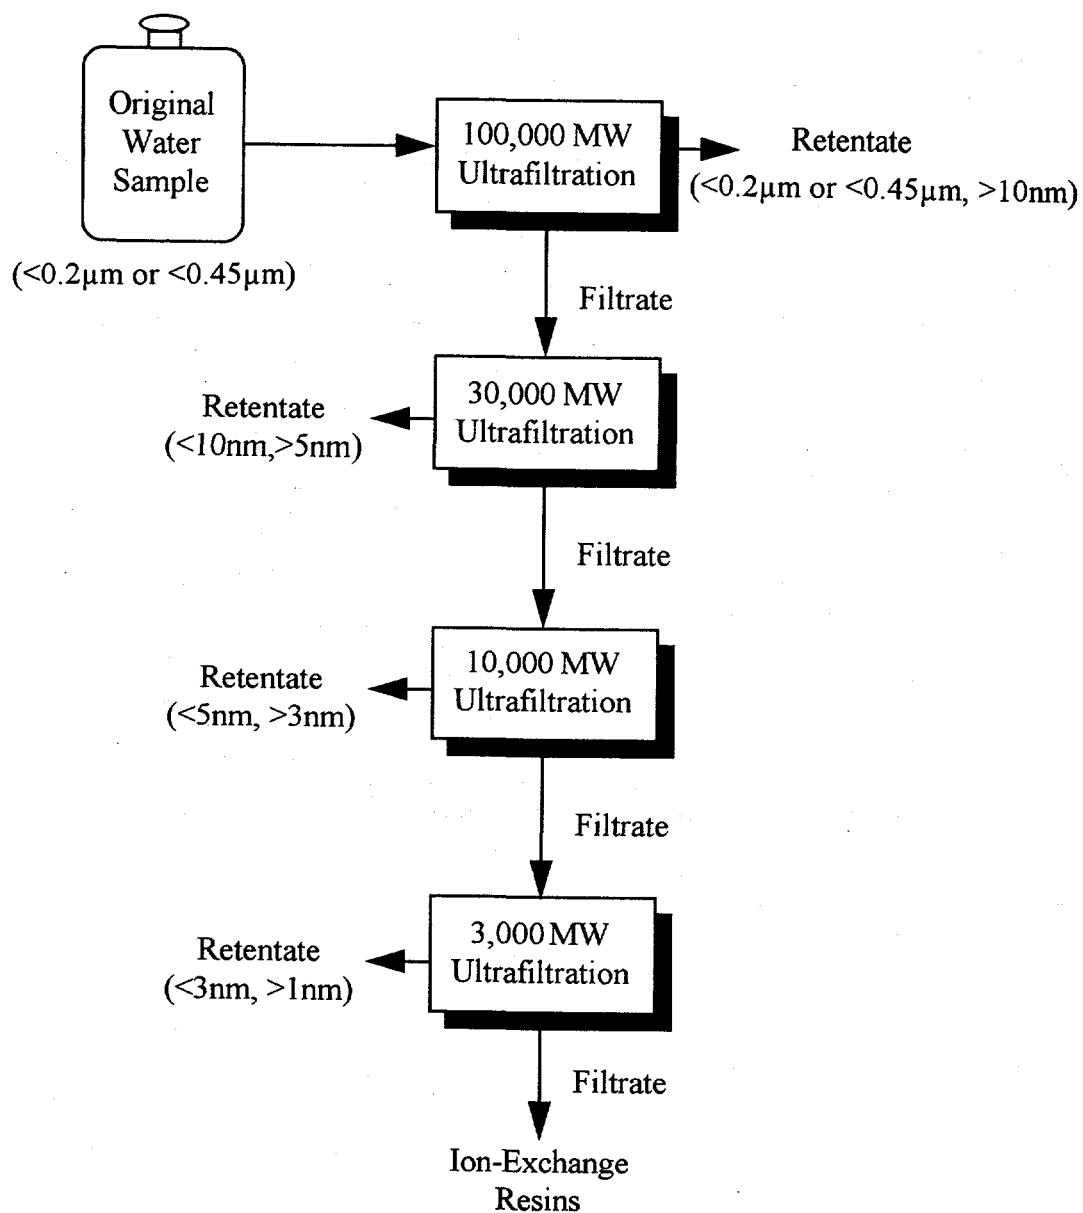 Original
Water
Sample
(<0.2µm or <0.45µm)
100,000 MW
Ultrafiltration
Retentate
(<0.2µm or <0.45µm, >10nm)
Filtrate
30,000 MW
Ultrafiltration
Retentate
(<10nm,>5nm)
Filtrate
10,000 MW
Ultrafiltration
Retentate
(<5nm, >3nm)
Filtrate
3,000 MW
Ultrafiltration
Retentate
(<3nm, >1nm)
Filtrate
Ion-Exchange
Resins